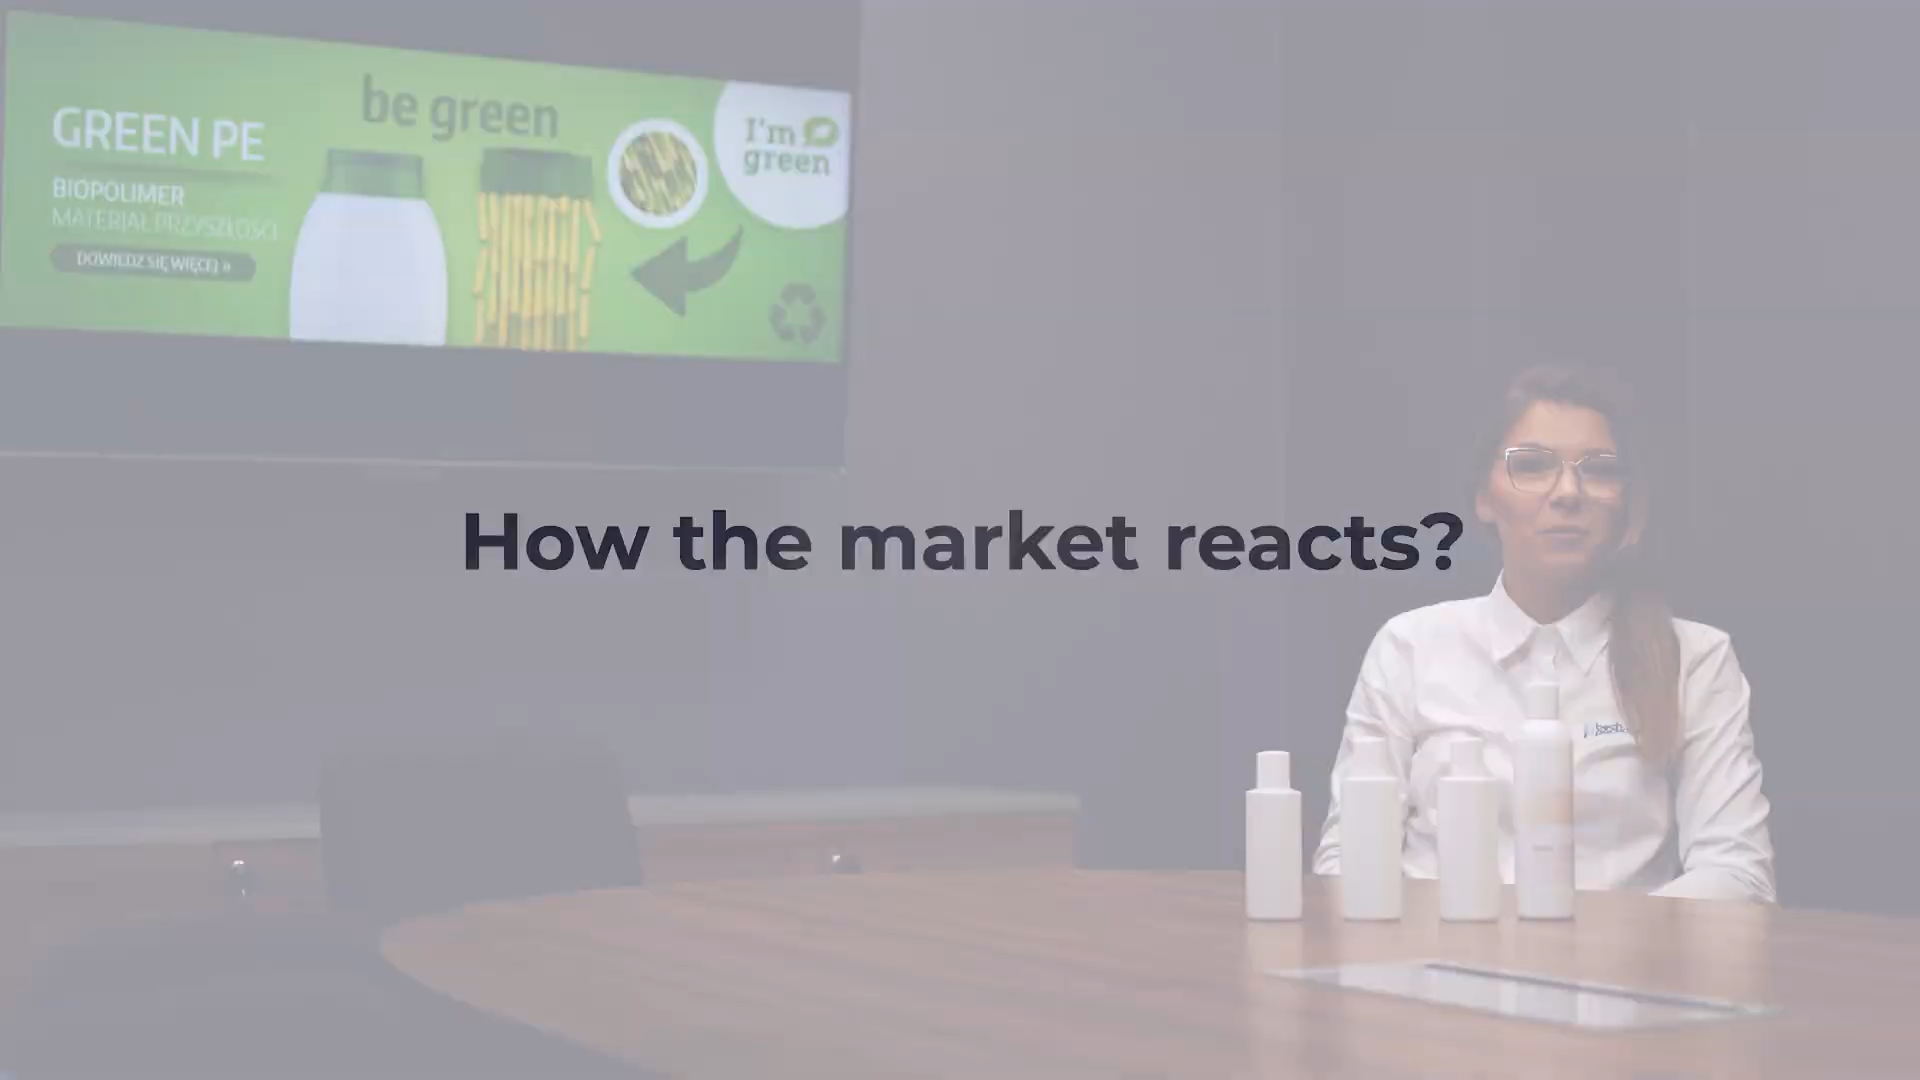 be green
GREEN PE
I'm
green
BIOPOLIMER
MATERIAŁ PRZYSZŁOŚCI
DOWIEDZ SIĘ WIĘCEJ »
How the market reacts?